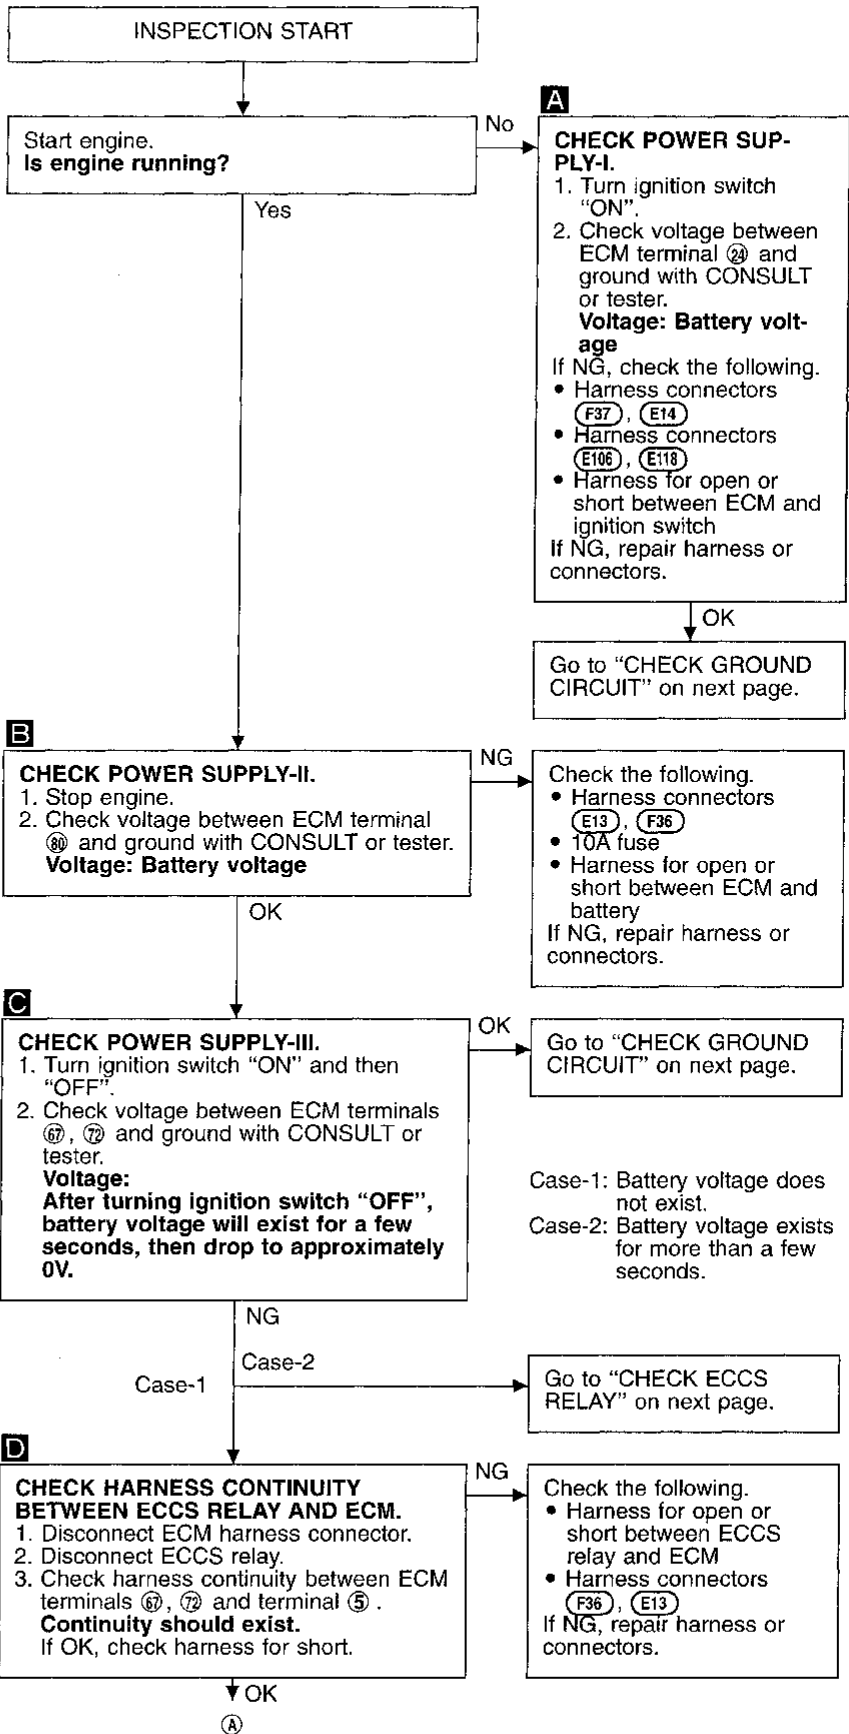 INSPECTION START
Start engine.
Is engine running?
No
Yes
A
CHECK POWER SUP-
PLY-I.
1. Turn ignition switch
"ON".
2. Check voltage between
ECM terminal ㉔ and
ground with CONSULT
or tester.
Voltage: Battery volt-
age
If NG, check the following.
• Harness connectors
F37, E14
• Harness connectors
E106, E118
• Harness for open or
short between ECM and
ignition switch
If NG, repair harness or
connectors.
OK
Go to "CHECK GROUND
CIRCUIT" on next page.
B
CHECK POWER SUPPLY-II.
1. Stop engine.
2. Check voltage between ECM terminal
80 and ground with CONSULT or tester.
Voltage: Battery voltage
NG
OK
Check the following.
• Harness connectors
E13, F36
• 10A fuse
• Harness for open or
short between ECM and
battery
If NG, repair harness or
connectors.
C
CHECK POWER SUPPLY-III.
1. Turn ignition switch "ON" and then
"OFF".
2. Check voltage between ECM terminals
67, 72 and ground with CONSULT or
tester.
Voltage:
After turning ignition switch "OFF",
battery voltage will exist for a few
seconds, then drop to approximately
0V.
OK
Go to "CHECK GROUND
CIRCUIT" on next page.
Case-1: Battery voltage does
not exist.
Case-2: Battery voltage exists
for more than a few
seconds.
NG
Case-2
Case-1
Go to "CHECK ECCS
RELAY" on next page.
D
CHECK HARNESS CONTINUITY
BETWEEN ECCS RELAY AND ECM.
1. Disconnect ECM harness connector.
2. Disconnect ECCS relay.
3. Check harness continuity between ECM
terminals 67, 72 and terminal ⑤ .
Continuity should exist.
If OK, check harness for short.
NG
Check the following.
• Harness for open or
short between ECCS
relay and ECM
• Harness connectors
F36, E13
If NG, repair harness or
connectors.
OK
Ⓐ